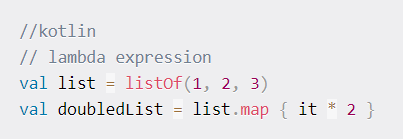 //kotlin
// lambda expression
val list = listOf(1, 2, 3)
val doubledList = list.map { it * 2 }